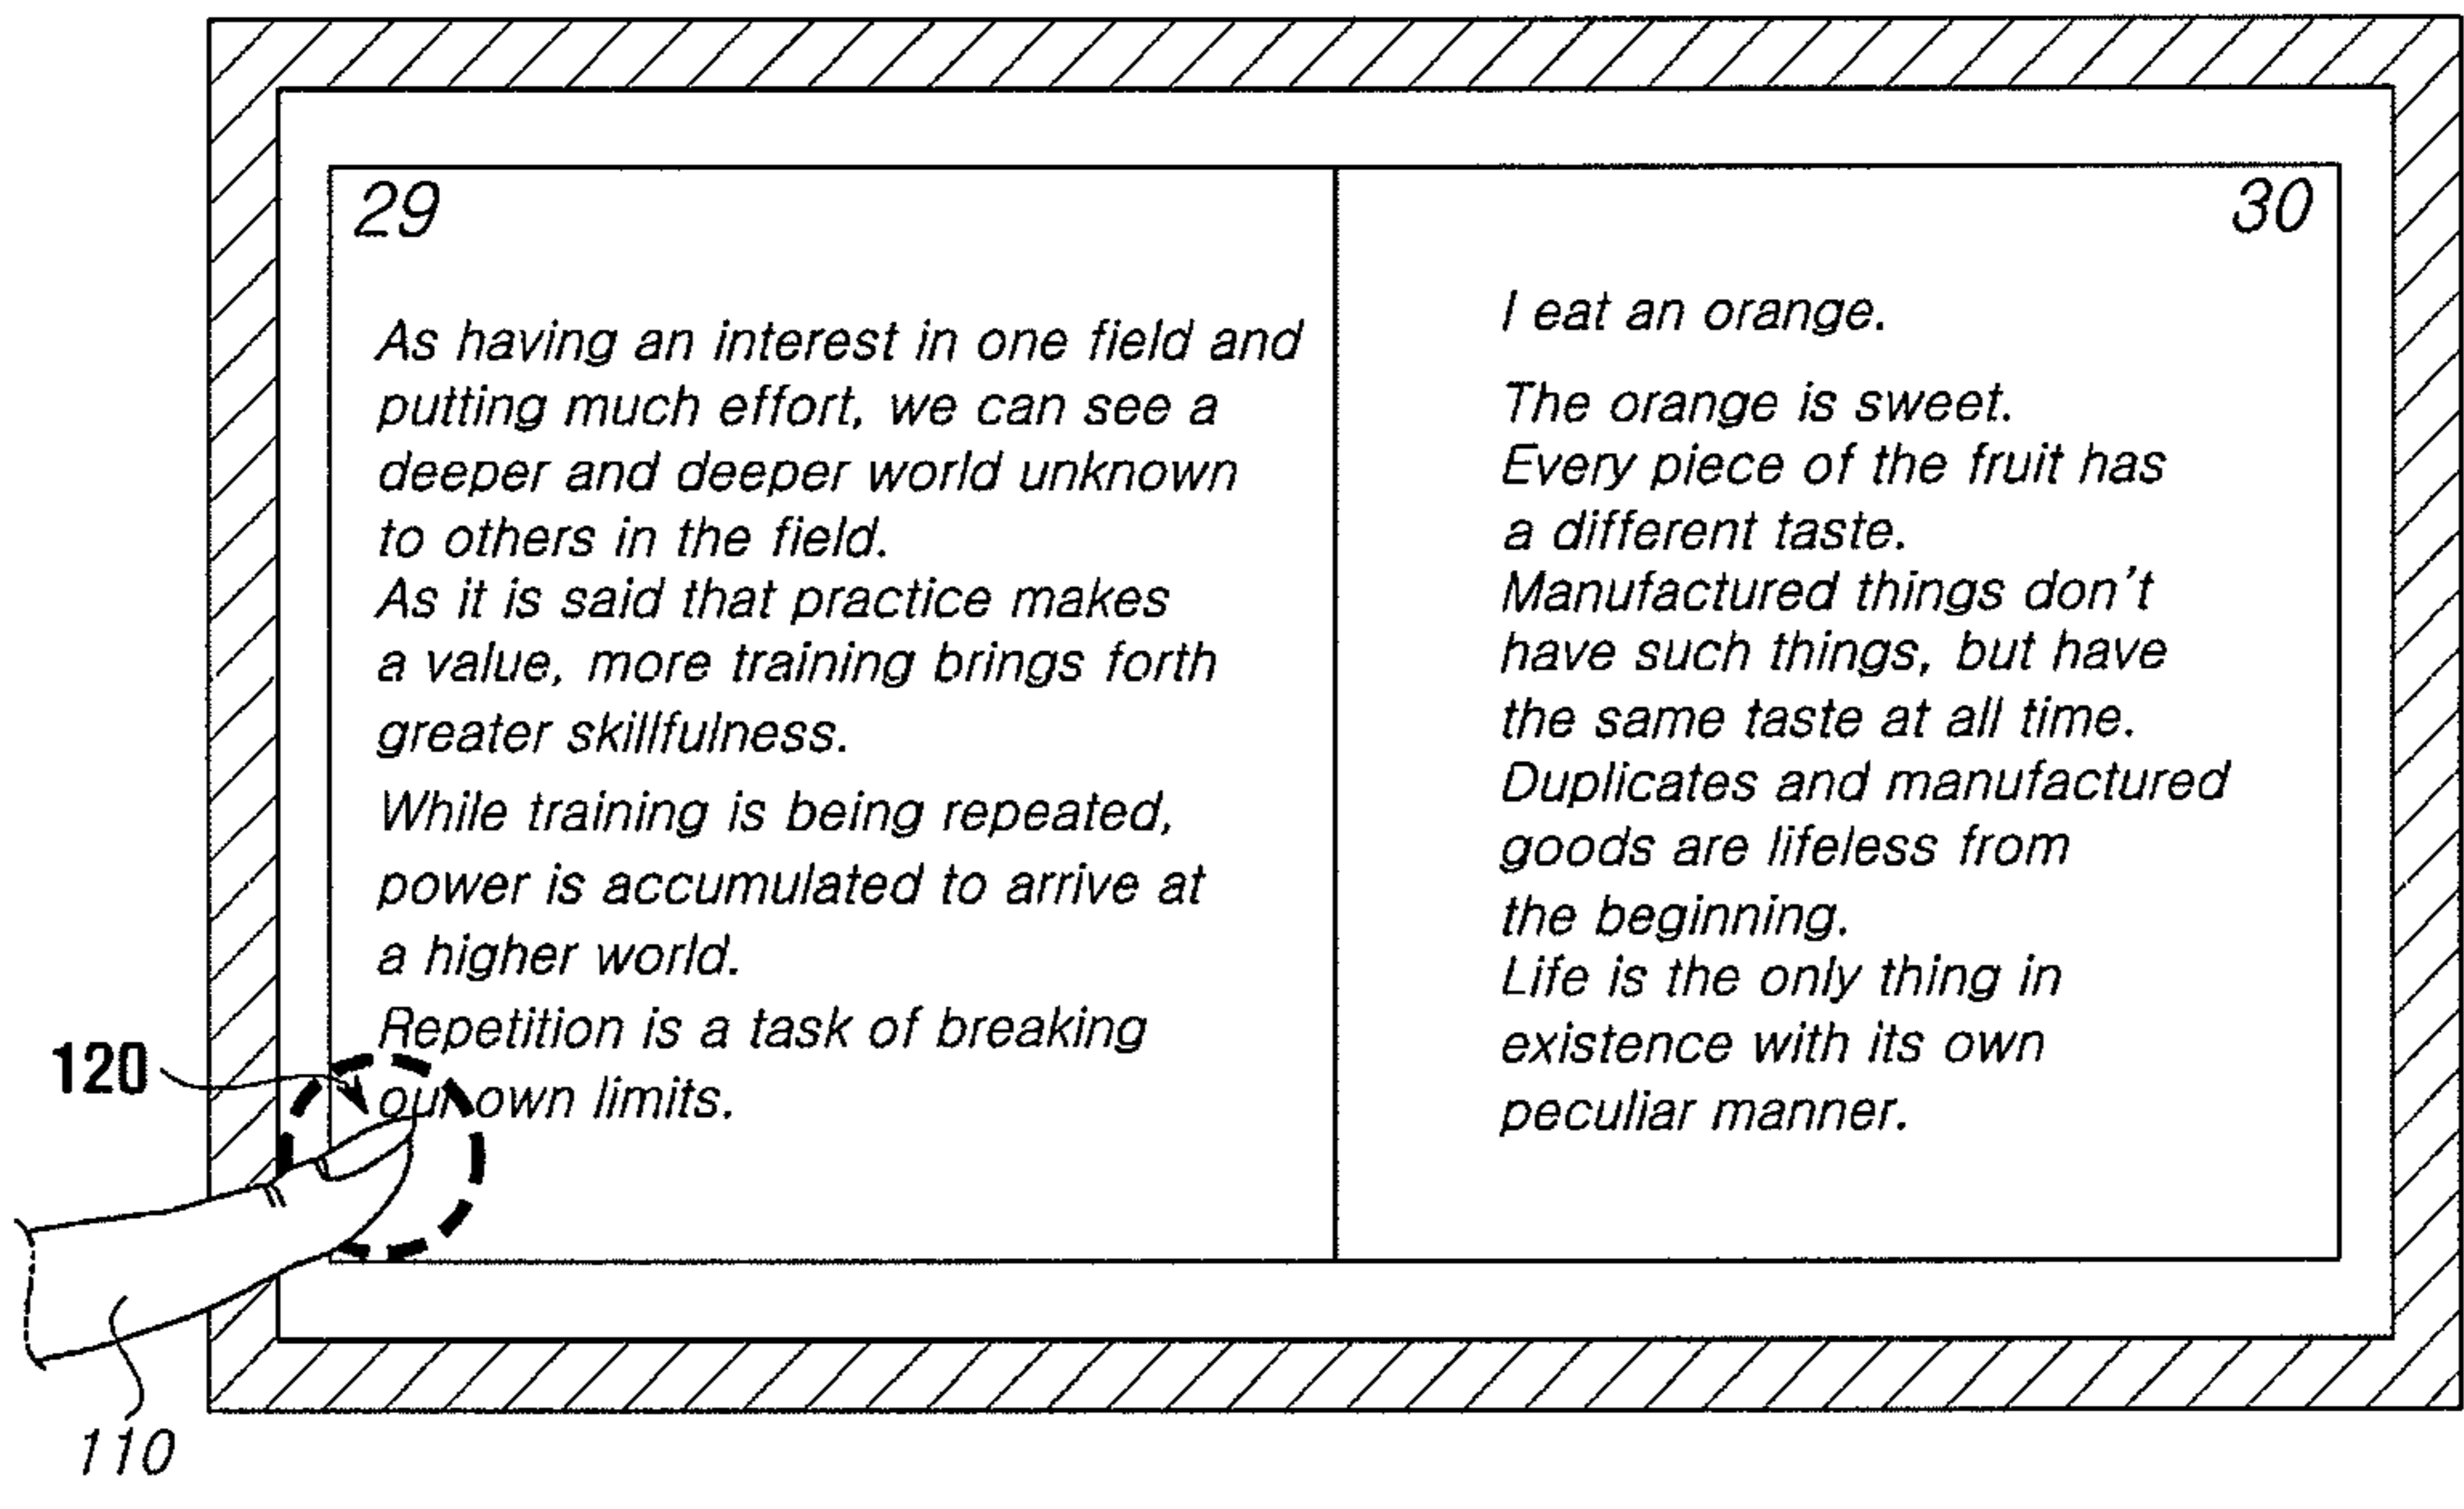 29
As having an interest in one field and
putting much effort, we can see a
deeper and deeper world unknown
to others in the field.
As it is said that practice makes
a value, more training brings forth
greater skillfulness.
While training is being repeated,
power is accumulated to arrive at
a higher world.
Repetition is a task of breaking
our own limits.
30
I eat an orange.
The orange is sweet.
Every piece of the fruit has
a different taste.
Manufactured things don't
have such things, but have
the same taste at all time.
Duplicates and manufactured
goods are lifeless from
the beginning.
Life is the only thing in
existence with its own
peculiar manner.
120
110